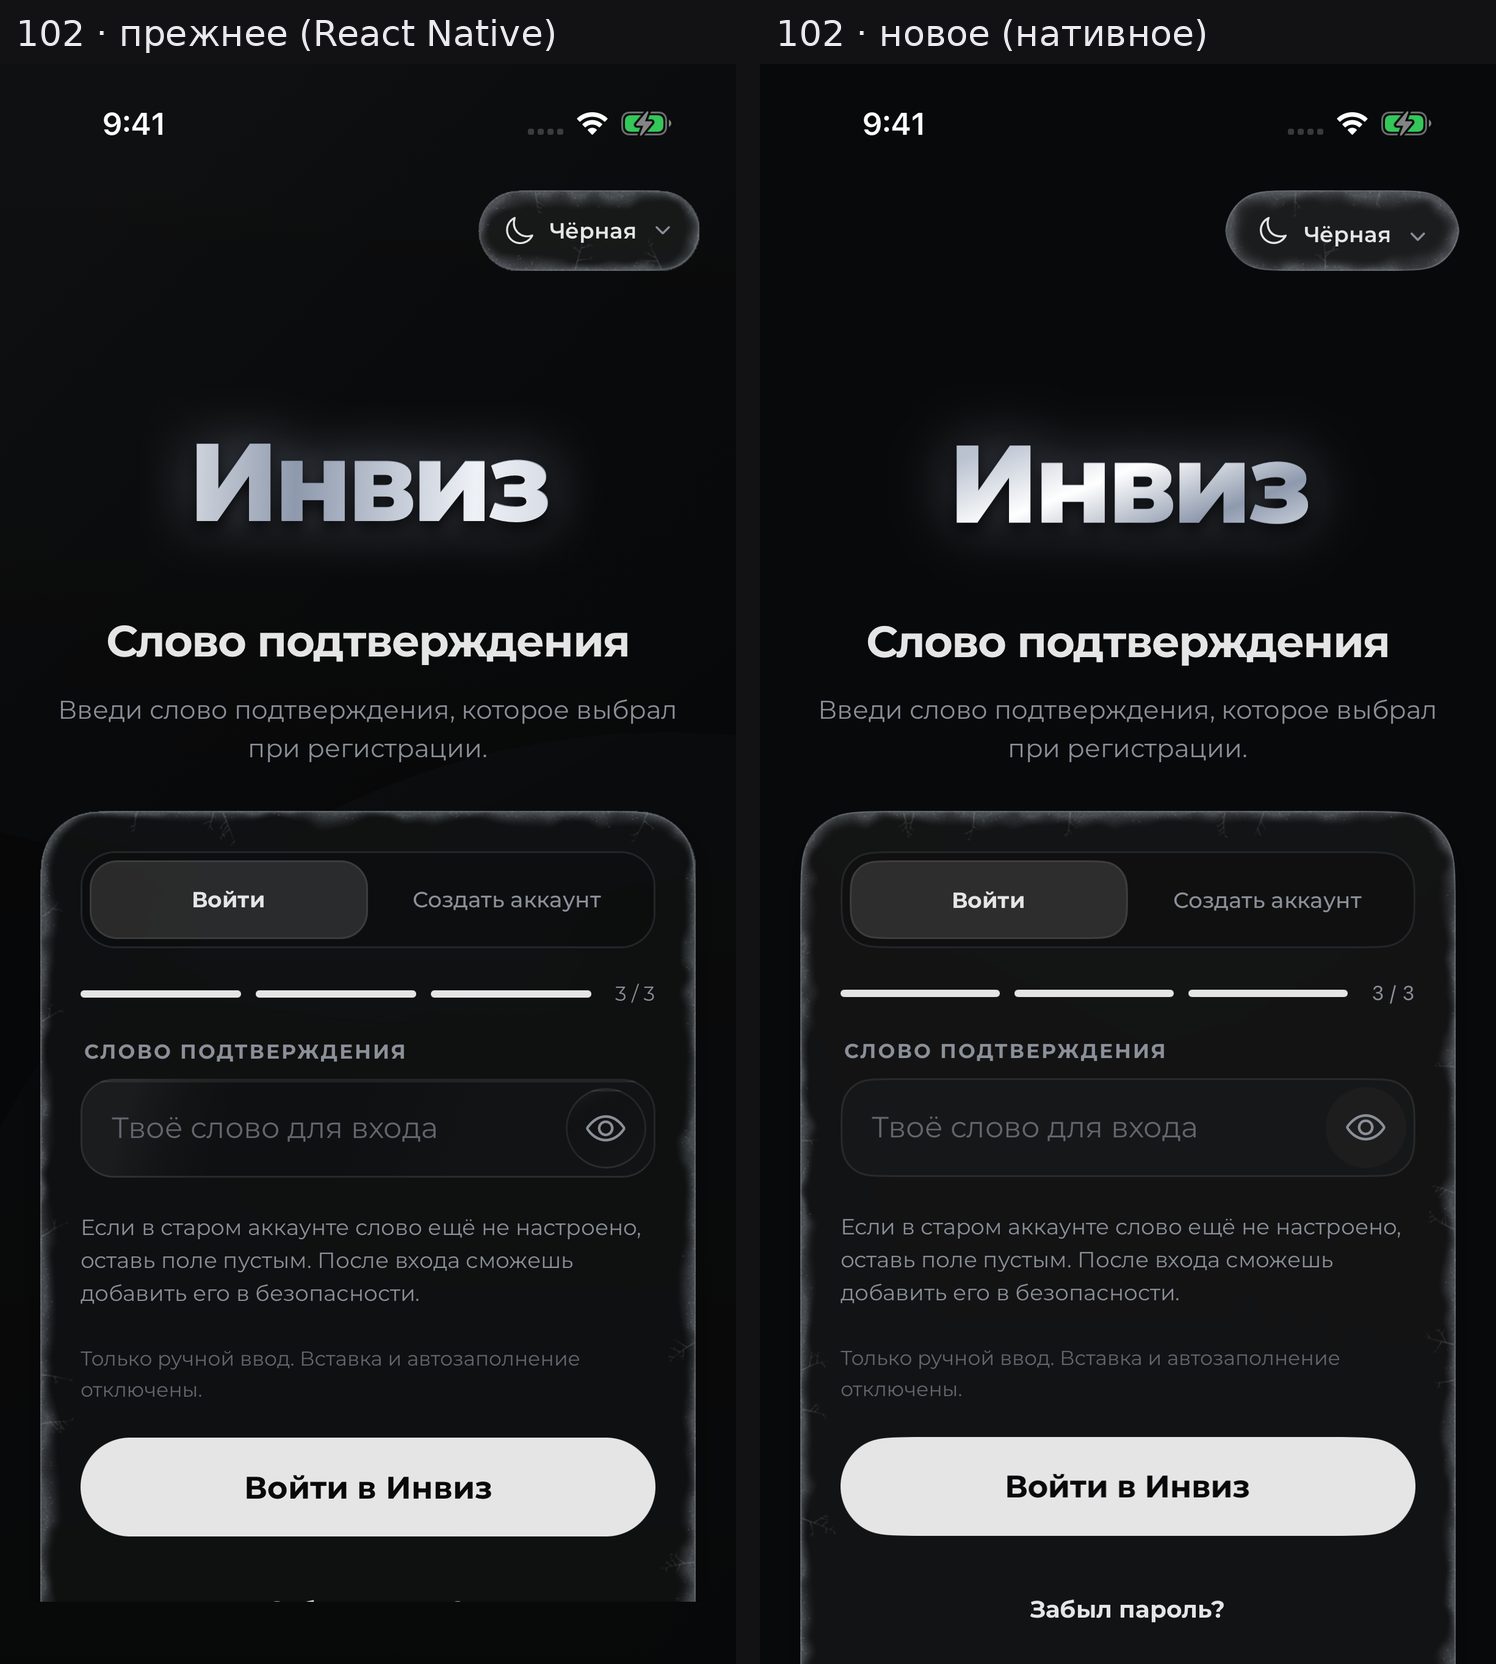 102 · прежнее (React Native)
9:41
Чёрная
Инвиз
Слово подтверждения
Введи слово подтверждения, которое выбрал
при регистрации.
Войти
Создать аккаунт
3 / 3
СЛОВО ПОДТВЕРЖДЕНИЯ
Твоё слово для входа
Если в старом аккаунте слово ещё не настроено,
оставь поле пустым. После входа сможешь
добавить его в безопасности.
Только ручной ввод. Вставка и автозаполнение
отключены.
Войти в Инвиз
102 · новое (нативное)
9:41
Чёрная
Инвиз
Слово подтверждения
Введи слово подтверждения, которое выбрал
при регистрации.
Войти
Создать аккаунт
3 / 3
СЛОВО ПОДТВЕРЖДЕНИЯ
Твоё слово для входа
Если в старом аккаунте слово ещё не настроено,
оставь поле пустым. После входа сможешь
добавить его в безопасности.
Только ручной ввод. Вставка и автозаполнение
отключены.
Войти в Инвиз
Забыл пароль?